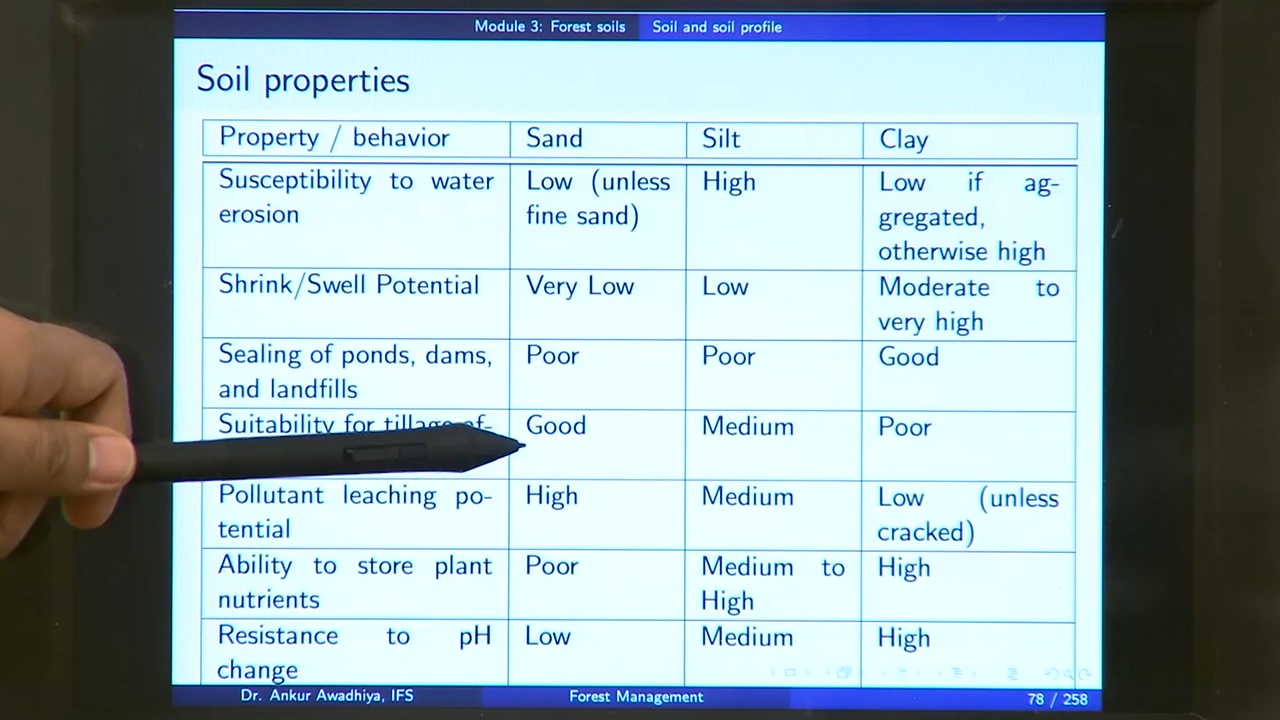 Module 3: Forest soils Soil and soil profile
Soil properties
Property / behavior Sand Silt Clay
Susceptibility to water Low (unless High Low if ag-
erosion fine sand) gregated,
otherwise high
Shrink/Swell Potential Very Low Low Moderate to
very high
Sealing of ponds, dams, Poor Poor Good
and landfills
Suitability for tillage of- Good Medium Poor
Pollutant leaching po- High Medium Low (unless
tential cracked)
Ability to store plant Poor Medium to High
nutrients High
Resistance to pH Low Medium High
change
Dr. Ankur Awadhiya, IFS Forest Management 78 / 258